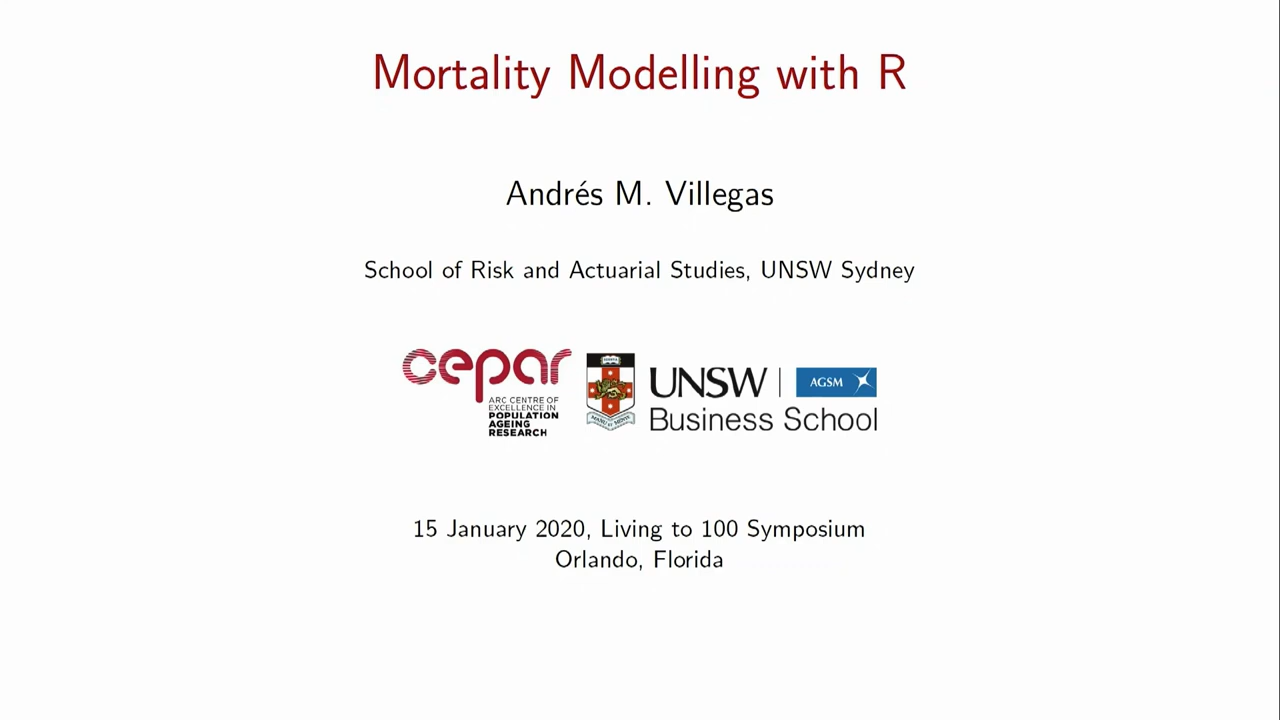 Mortality Modelling with R
Andrés M. Villegas
School of Risk and Actuarial Studies, UNSW Sydney
cepar
ARC CENTRE OF
EXCELLENCE IN
POPULATION
AGEING
RESEARCH
UNSW
AGSM
Business School
15 January 2020, Living to 100 Symposium
Orlando, Florida